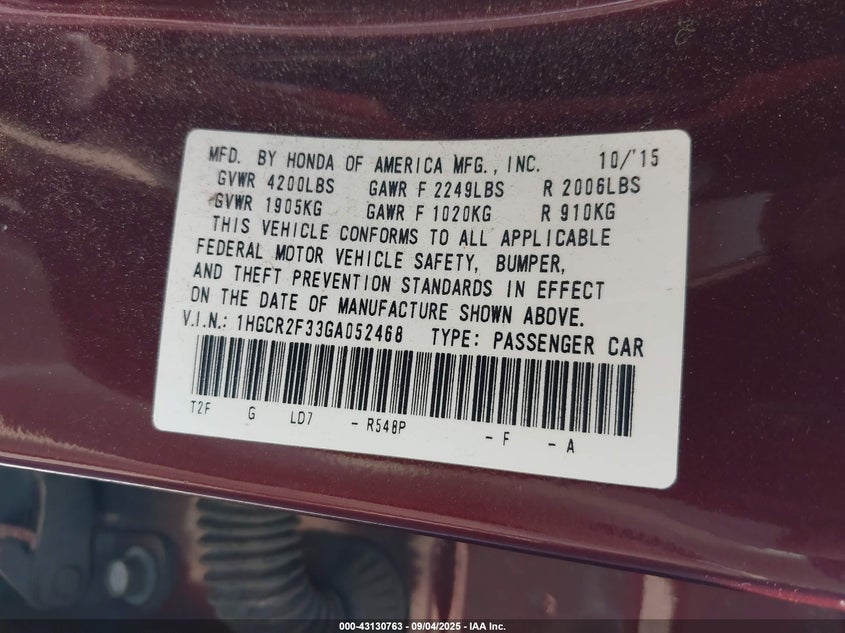 MFD. BY HONDA OF AMERICA MFG., INC. 10/'15
GVWR 4200LBS GAWR F 2249LBS R 2006LBS
GVWR 1905KG GAWR F 1020KG R 910KG
THIS VEHICLE CONFORMS TO ALL APPLICABLE
FEDERAL MOTOR VEHICLE SAFETY, BUMPER,
AND THEFT PREVENTION STANDARDS IN EFFECT
ON THE DATE OF MANUFACTURE SHOWN ABOVE.
V.I.N.: 1HGCR2F33GA052468 TYPE: PASSENGER CAR
T2F G LD7 - R548P - F - A
000-43130763 - 09/04/2025 - IAA Inc.